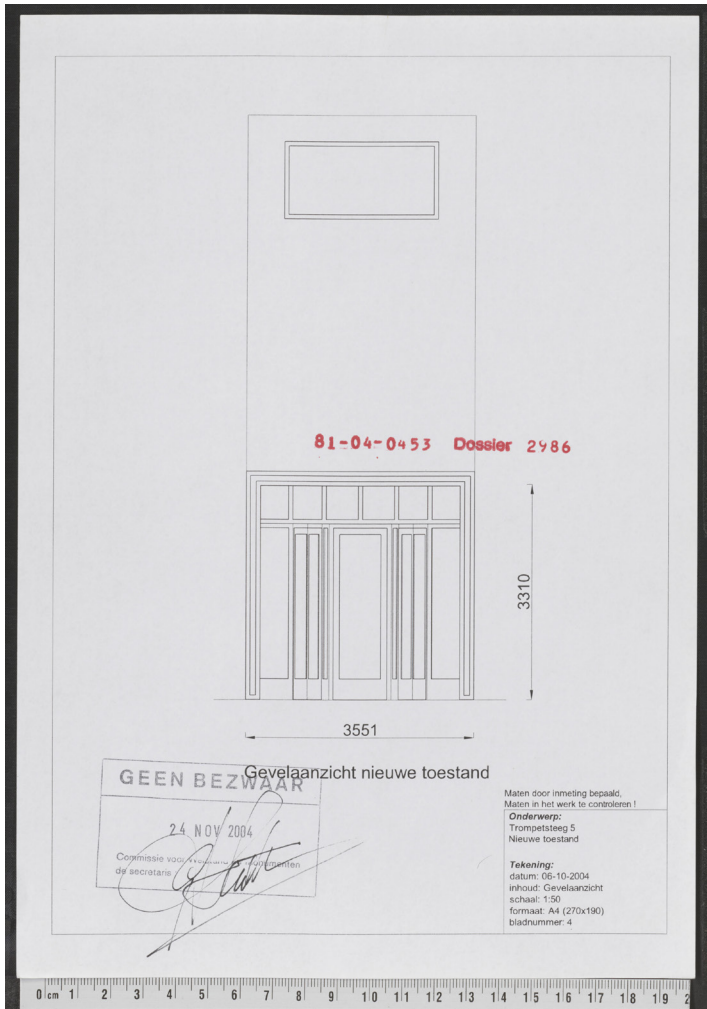 81-04-0453 Dossier 2986
3310
3551
Gevelaanzicht nieuwe toestand
GEEN BEZWAAR
24 NOV 2004
Commissie voor
de secretaris
Maten door inmeting bepaald,
Maten in het werk te controleren !
Onderwerp:
Trompetsteeg 5
Nieuwe toestand
Tekening:
datum: 06-10-2004
inhoud: Gevelaanzicht
schaal: 1:50
formaat: A4 (270x190)
bladnummer: 4
0 cm 1 2 3 4 5 6 7 8 9 10 11 12 13 14 15 16 17 18 19 2